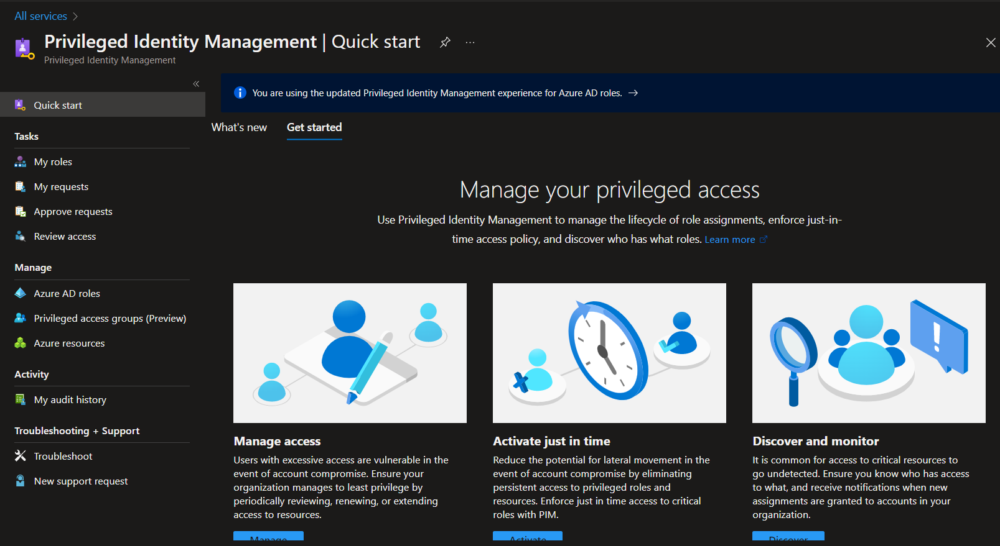 All services >
Privileged Identity Management | Quick start
Privileged Identity Management
You are using the updated Privileged Identity Management experience for Azure AD roles. →
Quick start
Tasks
My roles
My requests
Approve requests
Review access
Manage
Azure AD roles
Privileged access groups (Preview)
Azure resources
Activity
My audit history
Troubleshooting + Support
Troubleshoot
New support request
What's new
Get started
Manage your privileged access
Use Privileged Identity Management to manage the lifecycle of role assignments, enforce just-in-
time access policy, and discover who has what roles. Learn more
Manage access
Users with excessive access are vulnerable in the
event of account compromise. Ensure your
organization manages to least privilege by
periodically reviewing, renewing, or extending
access to resources.
Manage
Activate just in time
Reduce the potential for lateral movement in the
event of account compromise by eliminating
persistent access to privileged roles and
resources. Enforce just in time access to critical
roles with PIM.
Activate
Discover and monitor
It is common for access to critical resources to
go undetected. Ensure you know who has access
to what, and receive notifications when new
assignments are granted to accounts in your
organization.
Discover